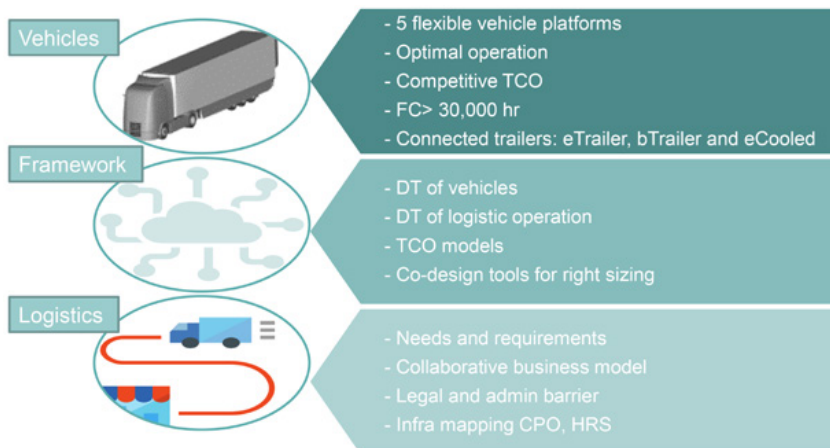 Vehicles
- 5 flexible vehicle platforms
- Optimal operation
- Competitive TCO
- FC> 30,000 hr
- Connected trailers: eTrailer, bTrailer and eCooled
Framework
- DT of vehicles
- DT of logistic operation
- TCO models
- Co-design tools for right sizing
Logistics
- Needs and requirements
- Collaborative business model
- Legal and admin barrier
- Infra mapping CPO, HRS